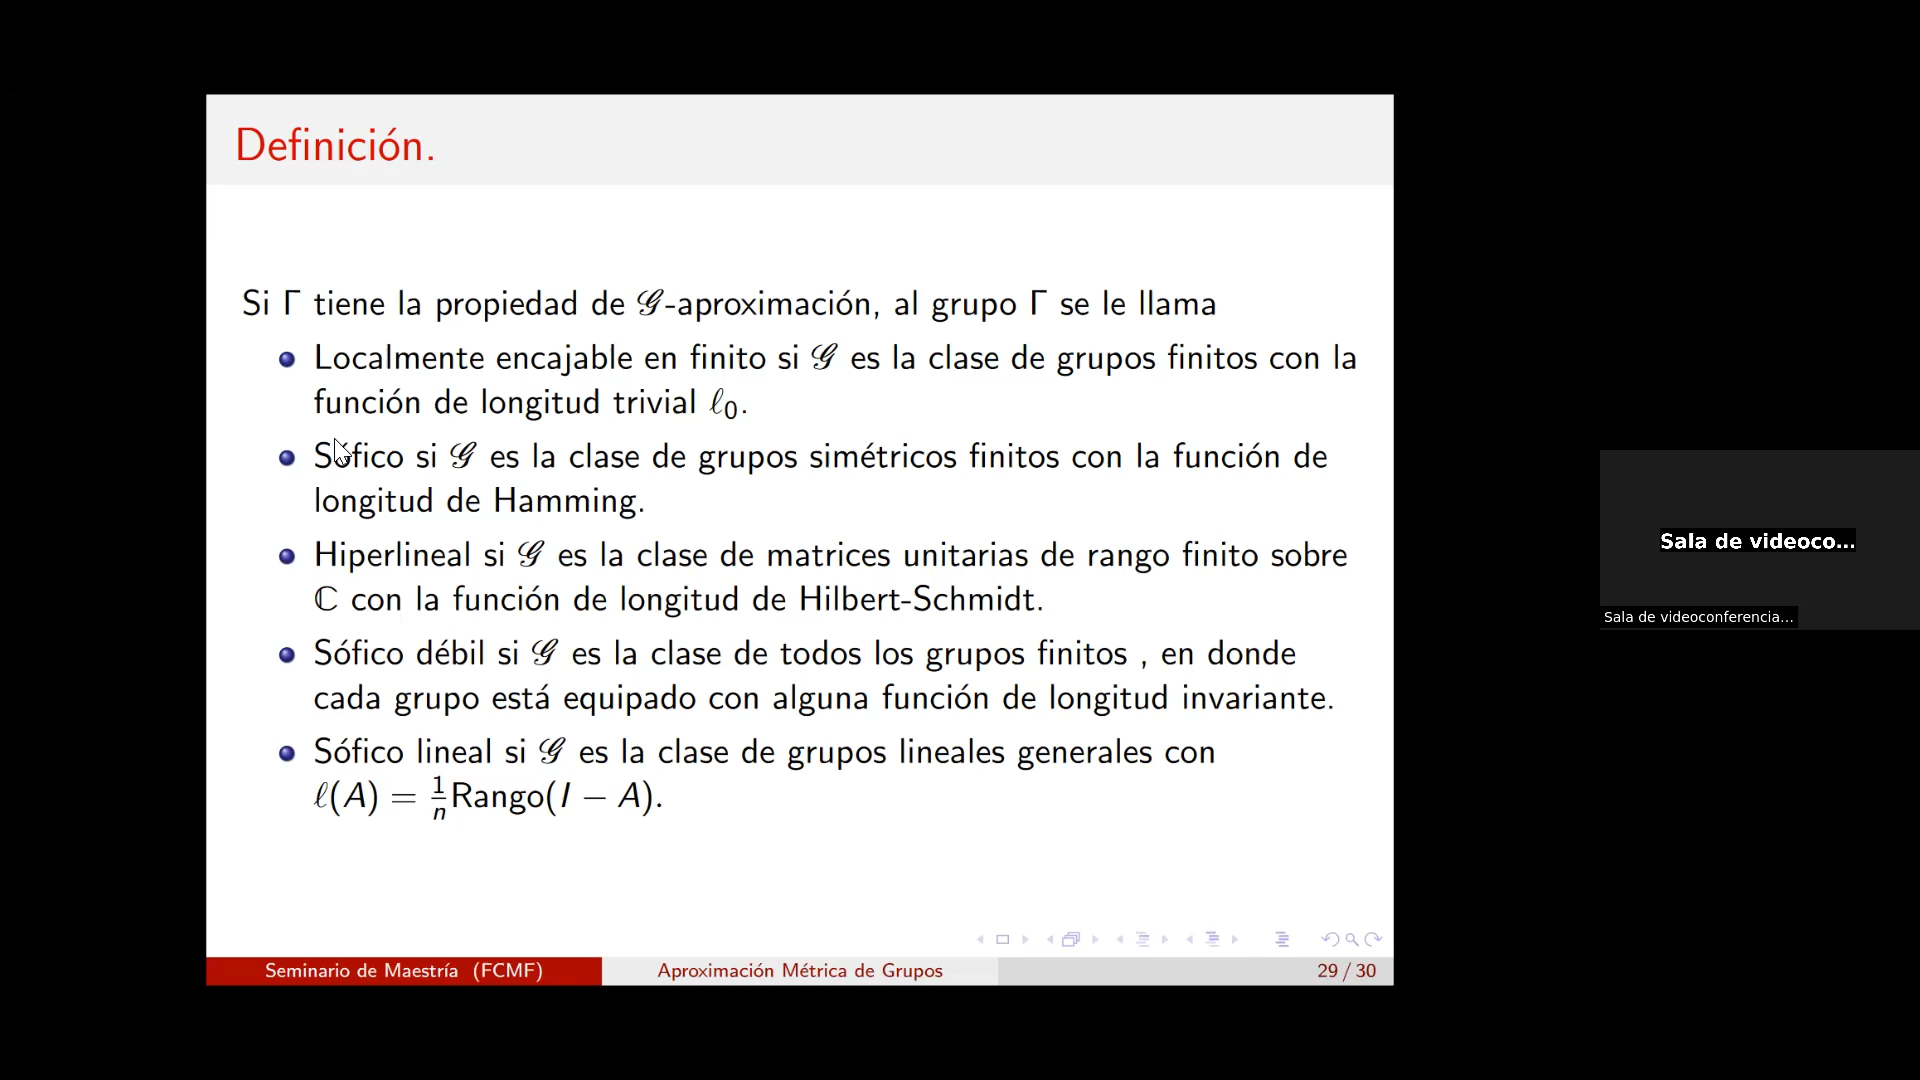 Definición.
Si Γ tiene la propiedad de 𝒢-aproximación, al grupo Γ se le llama
Localmente encajable en finito si 𝒢 es la clase de grupos finitos con la
función de longitud trivial ℓ₀.
Sófico si 𝒢 es la clase de grupos simétricos finitos con la función de
longitud de Hamming.
Hiperlineal si 𝒢 es la clase de matrices unitarias de rango finito sobre
ℂ con la función de longitud de Hilbert-Schmidt.
Sófico débil si 𝒢 es la clase de todos los grupos finitos , en donde
cada grupo está equipado con alguna función de longitud invariante.
Sófico lineal si 𝒢 es la clase de grupos lineales generales con
ℓ(A) = 1/n Rango(I − A).
Seminario de Maestría (FCMF)
Aproximación Métrica de Grupos
29 / 30
Sala de videoco...
Sala de videoconferencia...